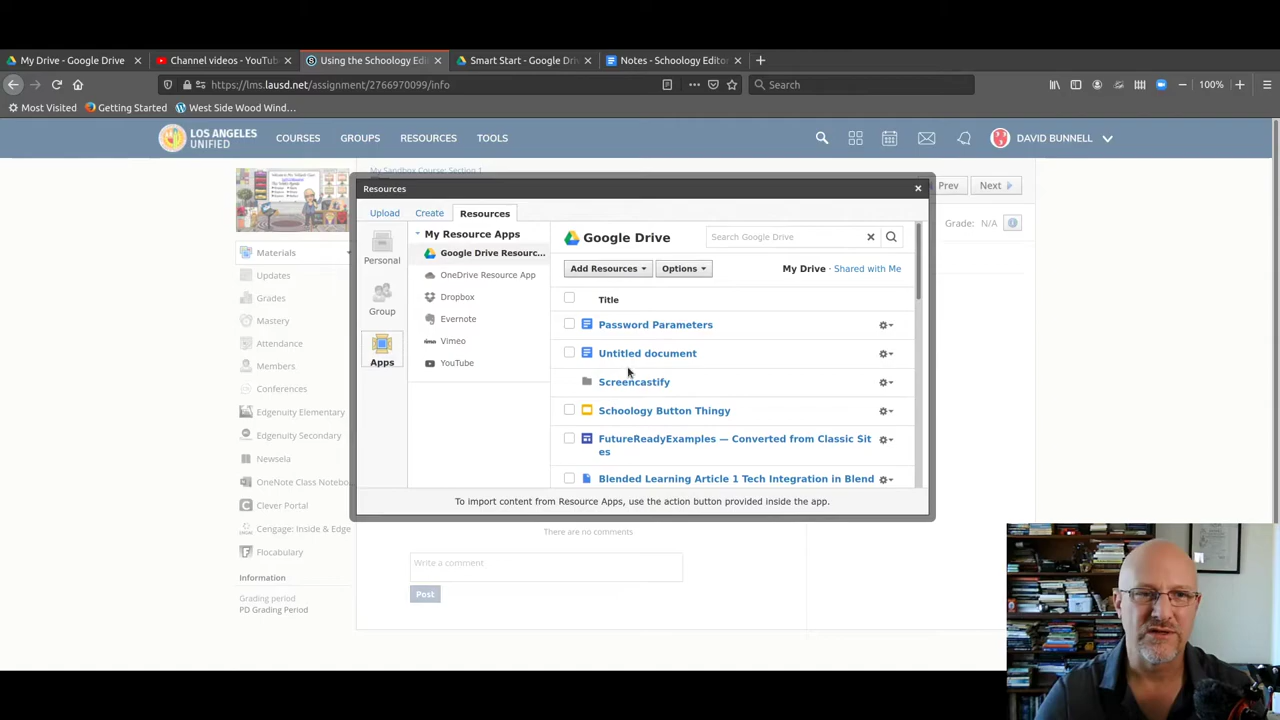 My Drive - Google Drive
Channel videos - YouTube
Using the Schoology Edi
Smart Start - Google Dri
Notes - Schoology Editor
https://lms.lausd.net/assignment/2766970099/info
Search
100%
Most Visited
Getting Started
West Side Wood Wind...
LOS ANGELES
UNIFIED
COURSES
GROUPS
RESOURCES
TOOLS
DAVID BUNNELL
My Sandbox Course: Section 1
Prev
Next
Grade: N/A
Materials
Updates
Grades
Mastery
Attendance
Members
Conferences
Edgenuity Elementary
Edgenuity Secondary
Newsela
OneNote Class Notebo
Clever Portal
Cengage: Inside & Edge
Flocabulary
Information
Grading period
PD Grading Period
Resources
Upload
Create
Resources
Personal
Group
Apps
My Resource Apps
Google Drive Resourc...
OneDrive Resource App
Dropbox
Evernote
Vimeo
YouTube
Google Drive
Search Google Drive
Add Resources
Options
My Drive · Shared with Me
Title
Password Parameters
Untitled document
Screencastify
Schoology Button Thingy
FutureReadyExamples — Converted from Classic Sit
es
Blended Learning Article 1 Tech Integration in Blend
To import content from Resource Apps, use the action button provided inside the app.
There are no comments
Write a comment
Post